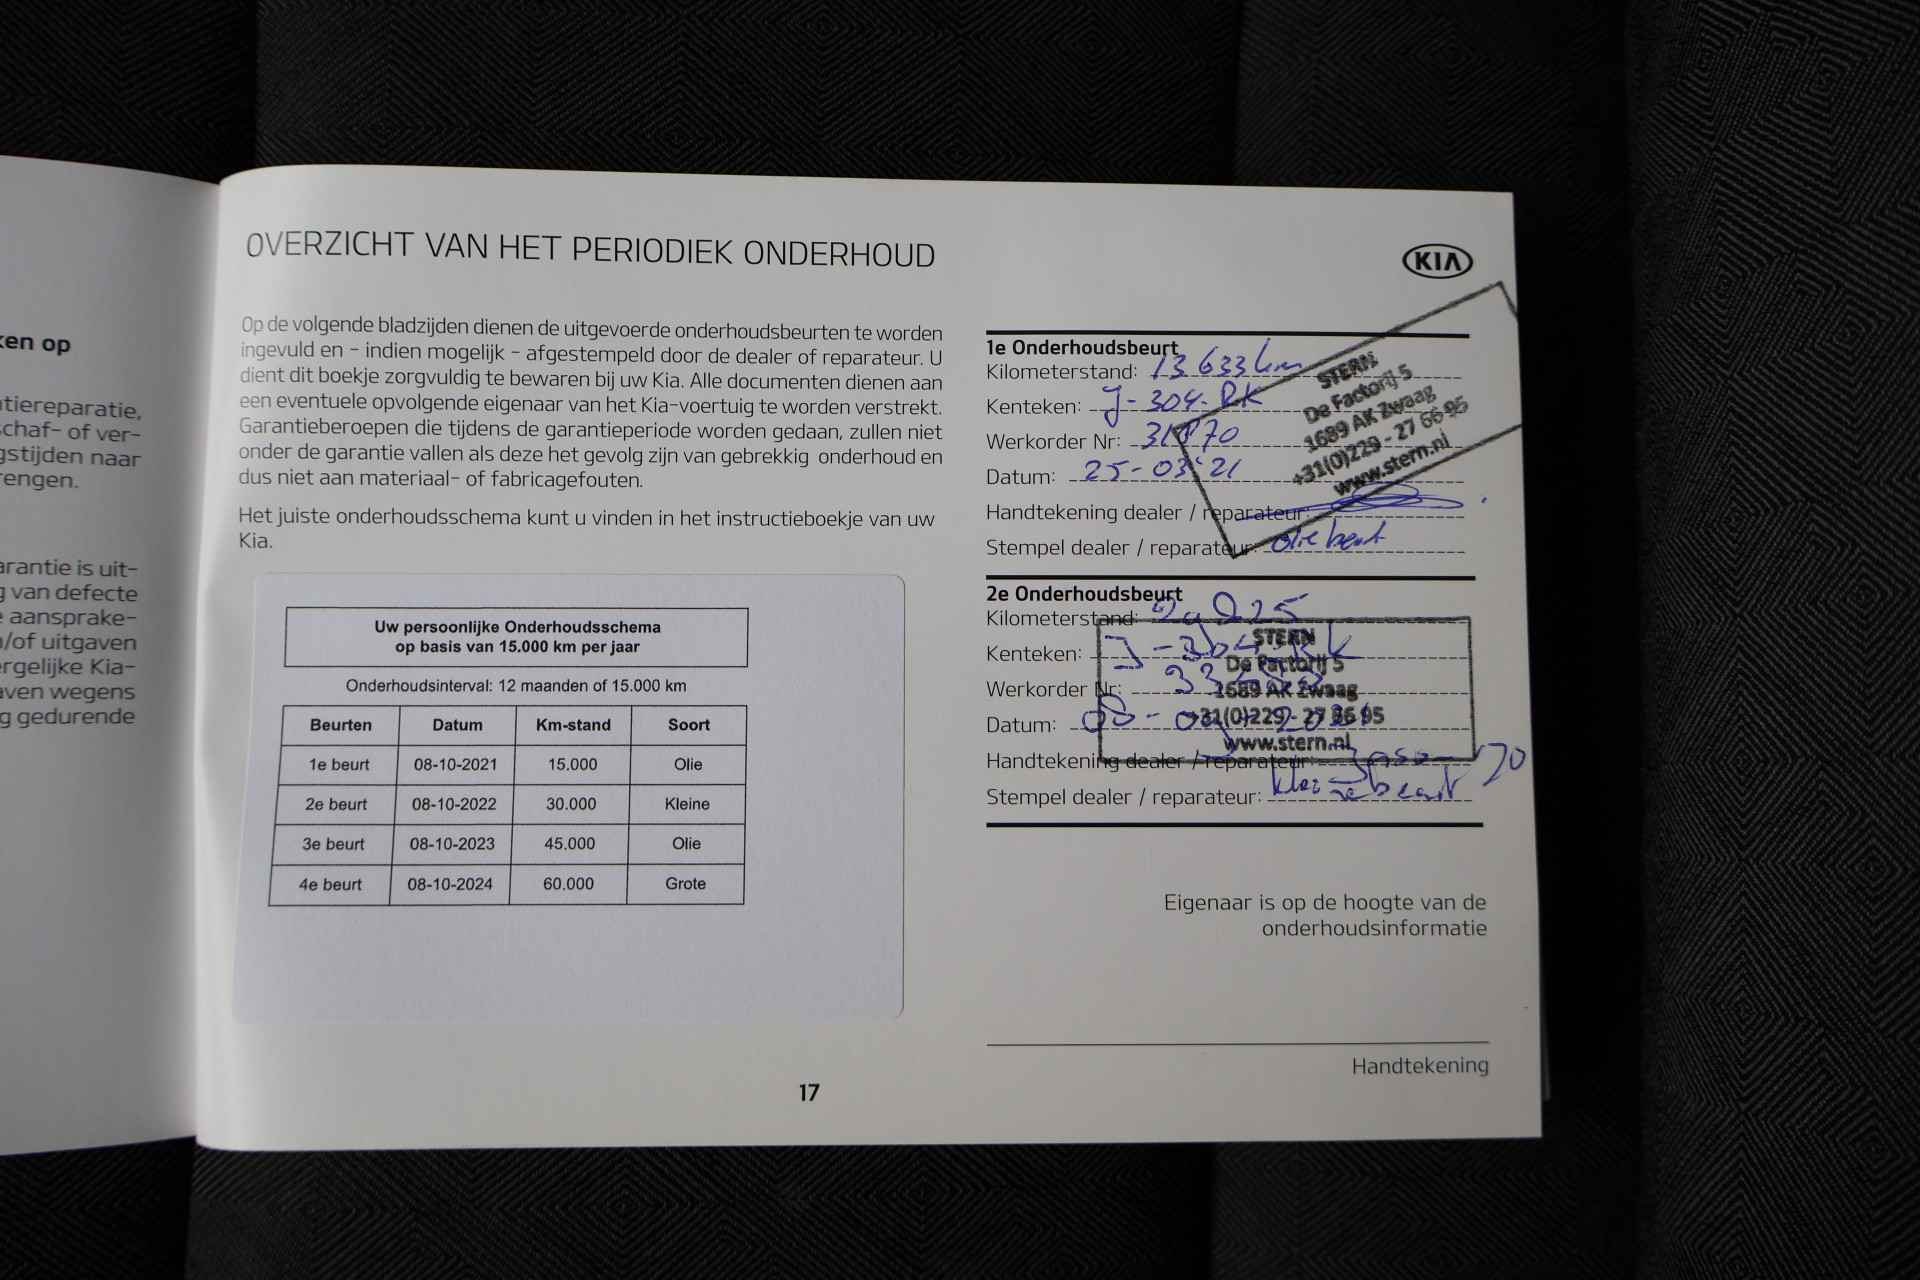 ken op
tiereparatie,
schaf- of ver-
gstijden naar
rengen.
arantie is uit-
g van defecte
e aansprake-
n/of uitgaven
ergelijke Kia-
aven wegens
g gedurende
OVERZICHT VAN HET PERIODIEK ONDERHOUD
Op de volgende bladzijden dienen de uitgevoerde onderhoudsbeurten te worden
ingevuld en – indien mogelijk – afgestempeld door de dealer of reparateur. U
dient dit boekje zorgvuldig te bewaren bij uw Kia. Alle documenten dienen aan
een eventuele opvolgende eigenaar van het Kia-voertuig te worden verstrekt.
Garantieberoepen die tijdens de garantieperiode worden gedaan, zullen niet
onder de garantie vallen als deze het gevolg zijn van gebrekkig onderhoud en
dus niet aan materiaal- of fabricagefouten.
Het juiste onderhoudsschema kunt u vinden in het instructieboekje van uw
Kia.
Uw persoonlijke Onderhoudsschema
op basis van 15.000 km per jaar
Onderhoudsinterval: 12 maanden of 15.000 km
Beurten Datum Km-stand Soort
1e beurt 08-10-2021 15.000 Olie
2e beurt 08-10-2022 30.000 Kleine
3e beurt 08-10-2023 45.000 Olie
4e beurt 08-10-2024 60.000 Grote
17
KIA
1e Onderhoudsbeurt
Kilometerstand: 13 633 km
Kenteken: J-304-RK
Werkorder Nr:
Datum: 25-03-'21
Handtekening dealer / reparateur:
Stempel dealer / reparateur: olie beurt
STERN
De Factorij 5
1689 AK Zwaag
+31(0)229 - 27 66 95
www.stern.nl
2e Onderhoudsbeurt
Kilometerstand:
Kenteken:
Werkorder Nr:
Datum:
Handtekening dealer / reparateur:
Stempel dealer / reparateur: kleine beurt
STERN
De Factorij 5
1689 AK Zwaag
+31(0)229 - 27 66 95
www.stern.nl
Eigenaar is op de hoogte van de
onderhoudsinformatie
Handtekening